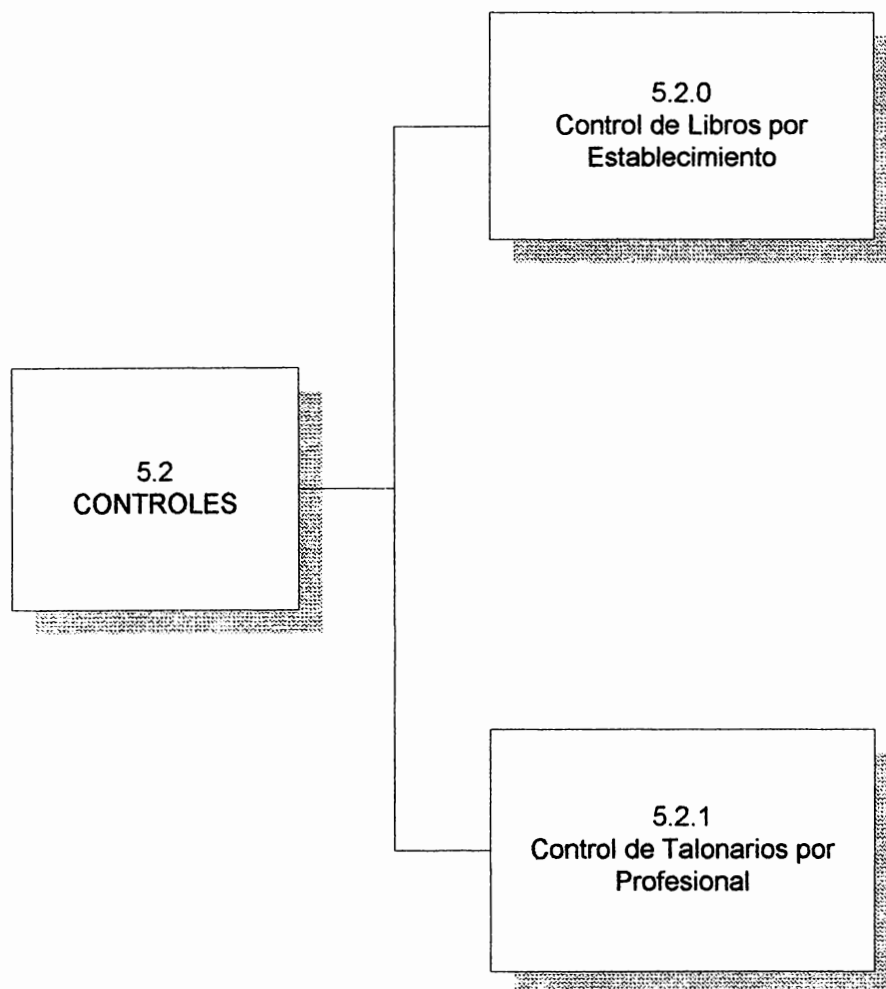 5.2.0
Control de Libros por
Establecimiento
5.2
CONTROLES
5.2.1
Control de Talonarios por
Profesional